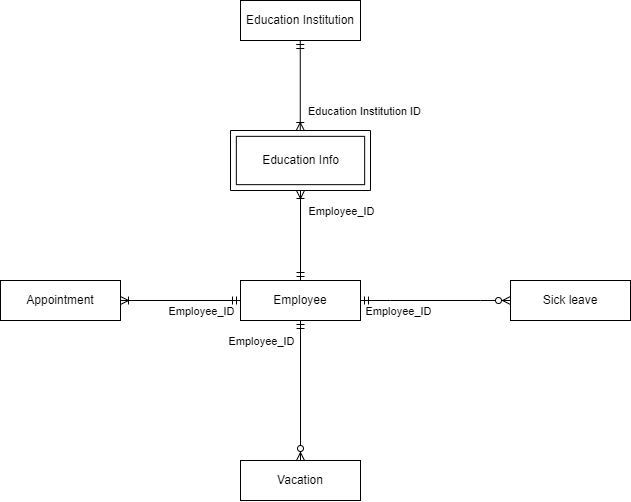 Education Institution
Education Institution ID
Education Info
Employee_ID
Appointment
Employee
Sick leave
Employee_ID
Employee_ID
Employee_ID
Vacation